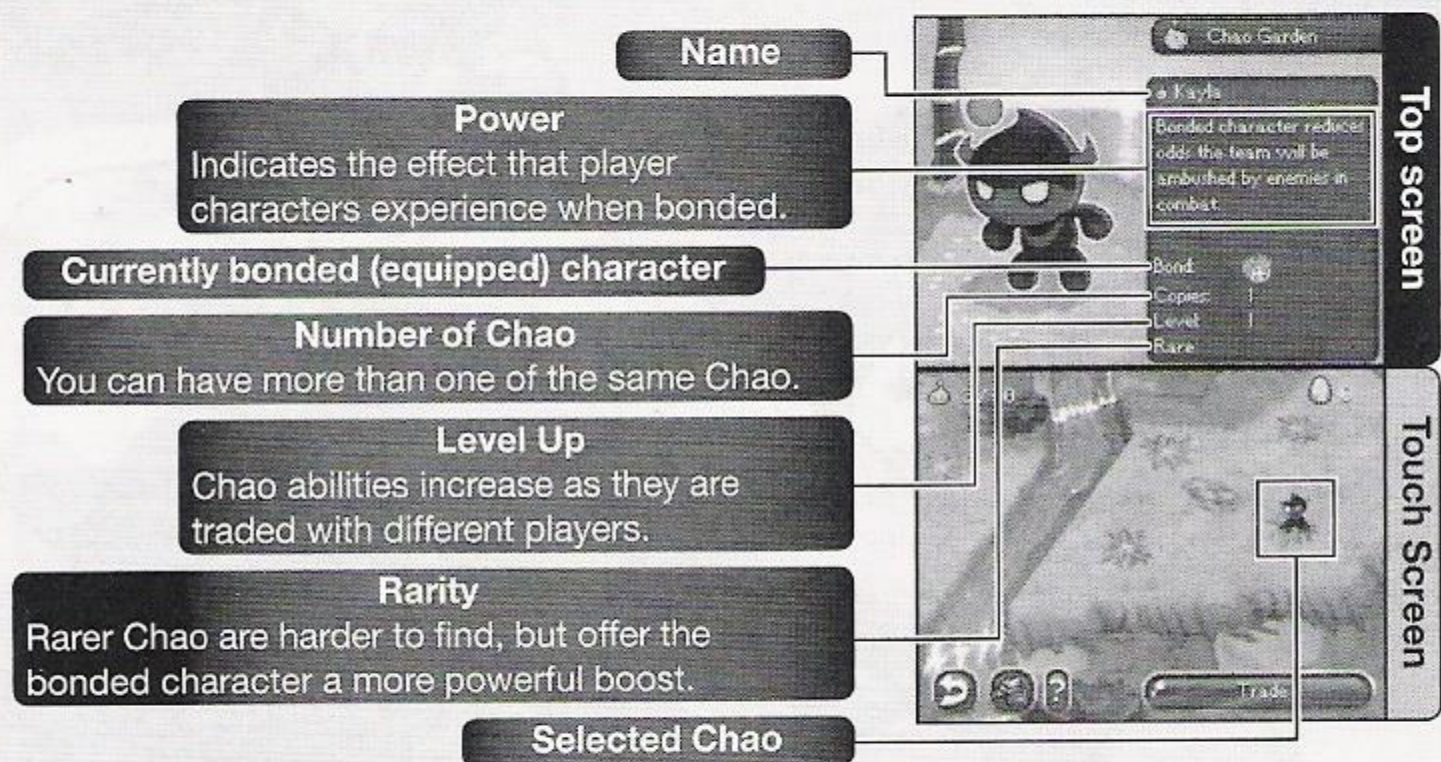 Name
Power
Indicates the effect that player
characters experience when bonded.
Currently bonded (equipped) character
Number of Chao
You can have more than one of the same Chao.
Level Up
Chao abilities increase as they are
traded with different players.
Rarity
Rarer Chao are harder to find, but offer the
bonded character a more powerful boost.
Selected Chao
Chao Garden
Kayla
Bonded character reduces
odds the team will be
ambushed by enemies in
combat.
Bond:
Copies: 1
Level: 1
Rare
?
Trade
Top screen
Touch Screen